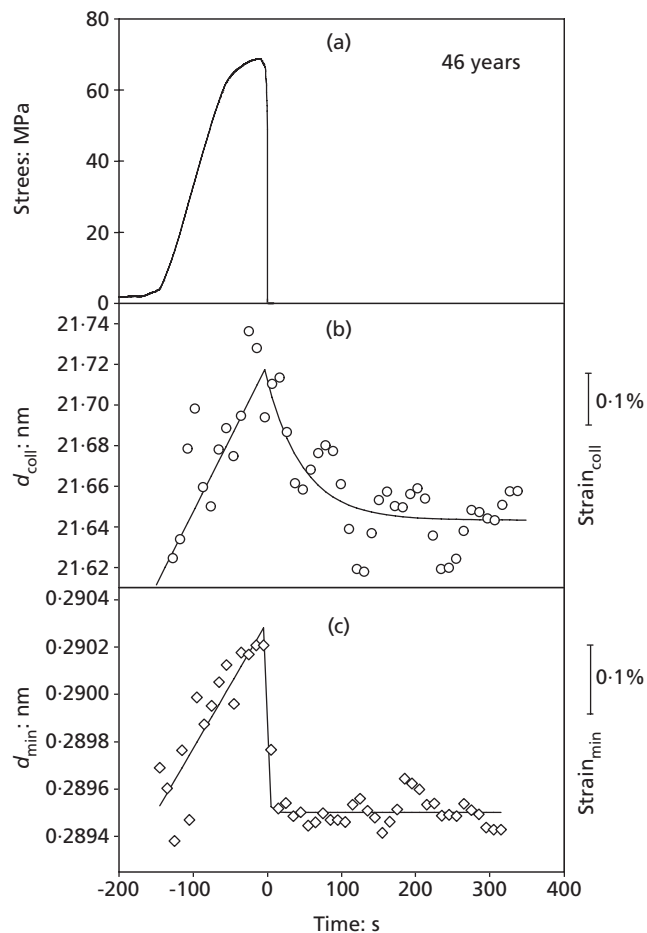 (a)
46 years
80
60
40
20
0
Strees: MPa
(b)
21·74
21·72
21·70
21·68
21·66
21·64
21·62
d_coll: nm
0·1%
Strain_coll
(c)
0·2904
0·2902
0·2900
0·2898
0·2896
0·2894
d_min: nm
0·1%
Strain_min
-200 -100 0 100 200 300 400
Time: s